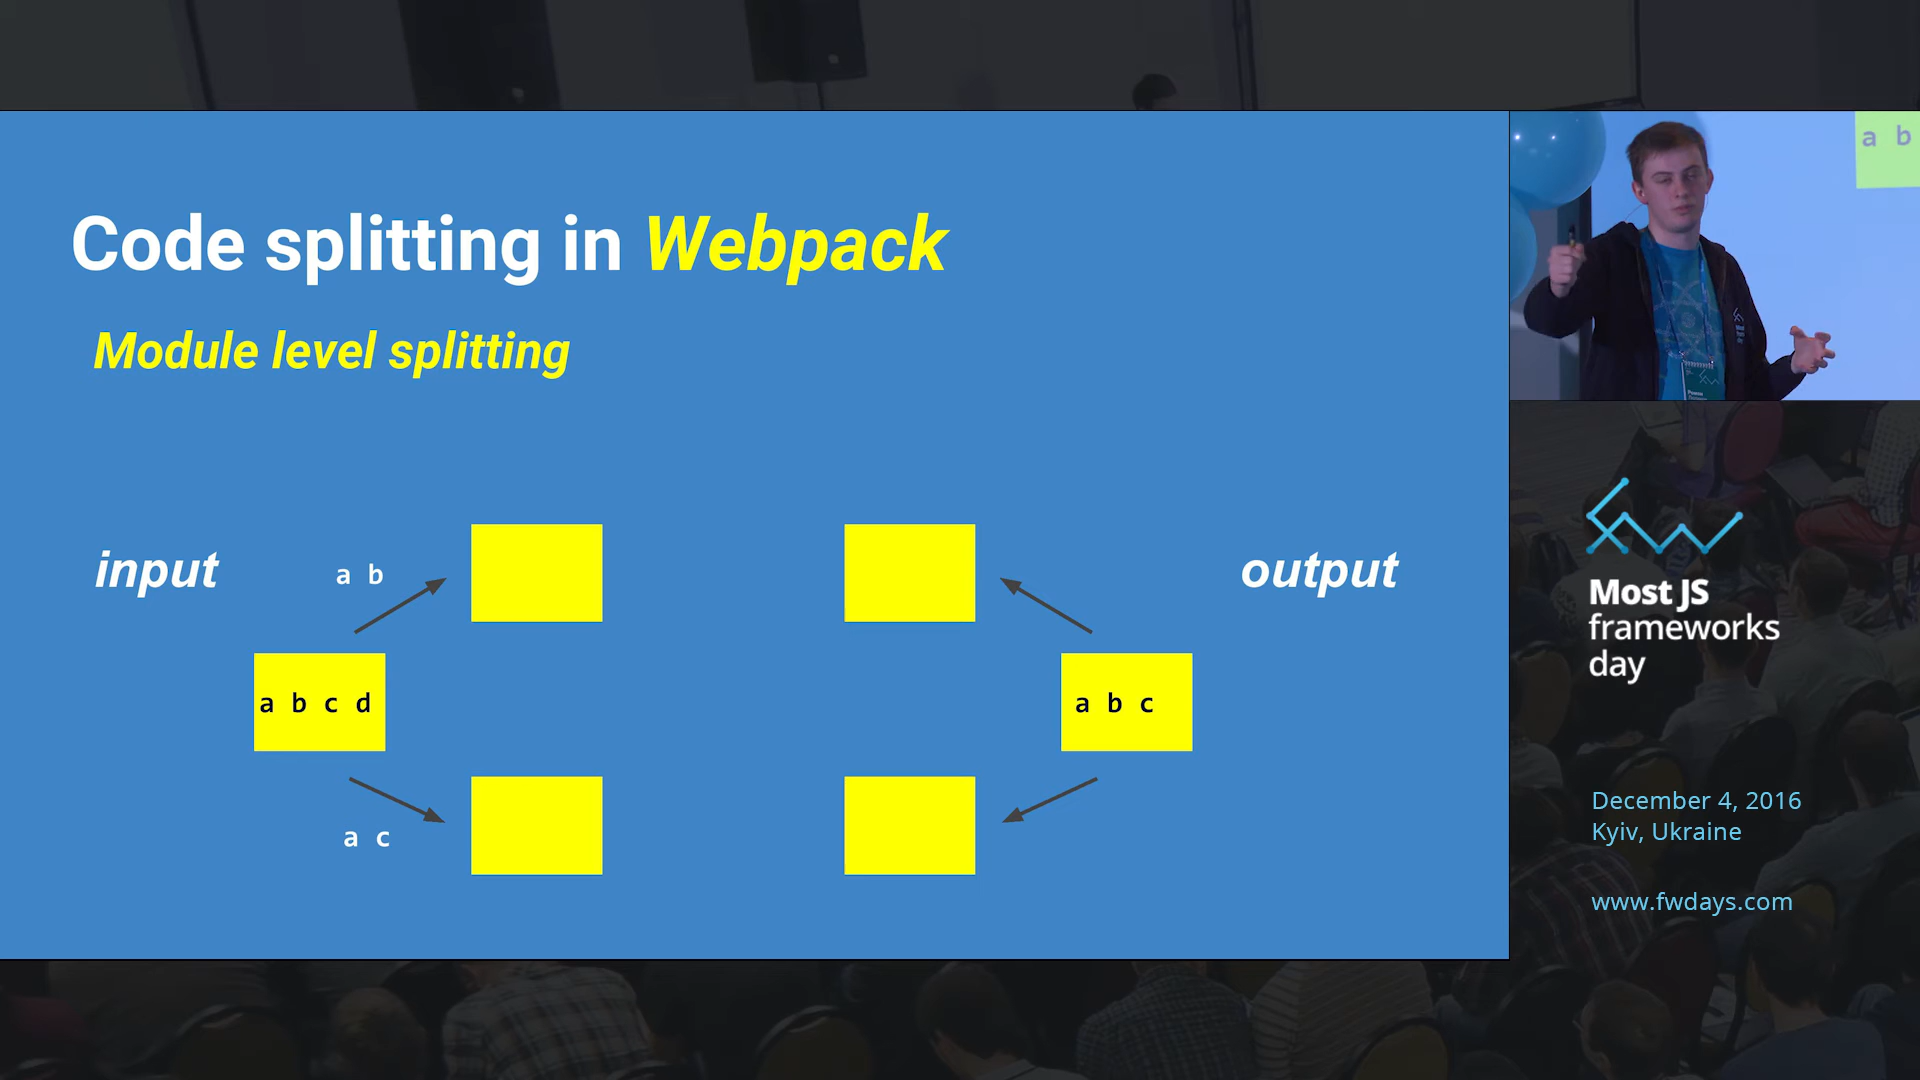 Code splitting in Webpack
Module level splitting
input
a b
a b c d
a c
output
a b c
a b
Most JS
frameworks
day
December 4, 2016
Kyiv, Ukraine
www.fwdays.com